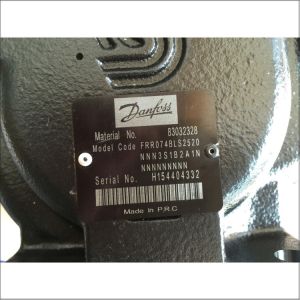 Danfoss
Material No. 83032328
Model Code FRR074BLS2520
NNN3S1B2A1N
NNNNNNNNN
Serial No. H154404332
Made in P.R.C